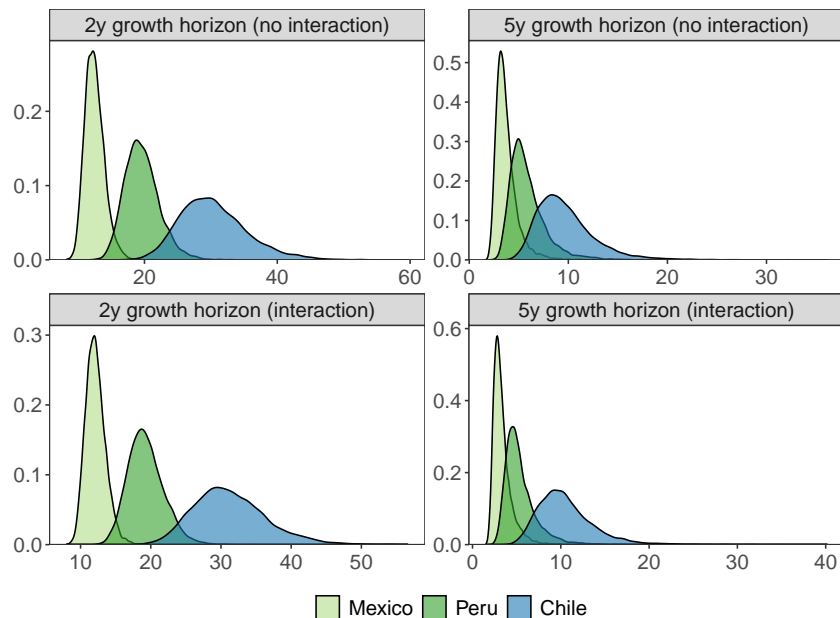 2y growth horizon (no interaction)
5y growth horizon (no interaction)
0.2
0.1
0.0
20 40 60
0.5
0.4
0.3
0.2
0.1
0.0
0 10 20 30
2y growth horizon (interaction)
5y growth horizon (interaction)
0.3
0.2
0.1
0.0
10 20 30 40 50
0.6
0.4
0.2
0.0
0 10 20 30 40
Mexico Peru Chile